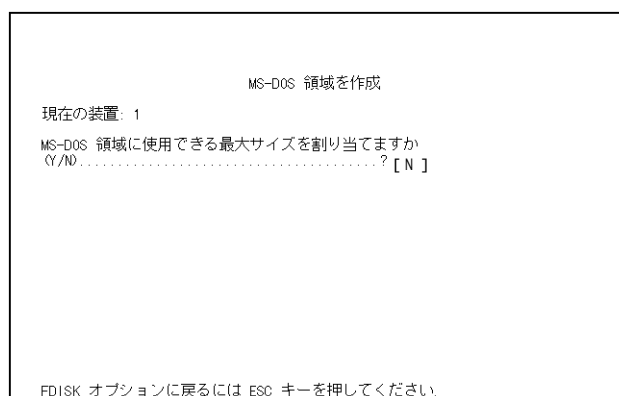 MS-DOS 領域を作成
現在の装置: 1
MS-DOS 領域に使用できる最大サイズを割り当てますか
(Y/N).......................................? [ N ]
FDISK オプションに戻るには ESC キーを押してください.